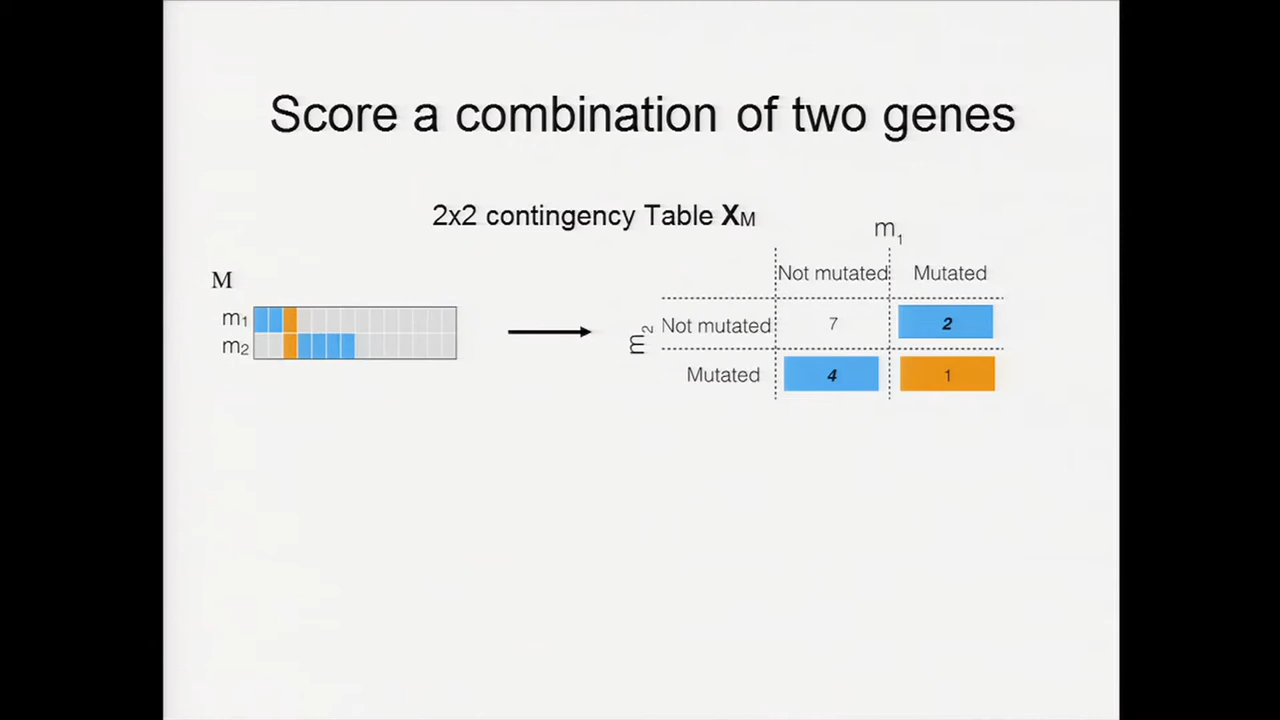 Score a combination of two genes
2x2 contingency Table XM
m1
Not mutated Mutated
M
m1
m2
m2
Not mutated 7 2
Mutated 4 1